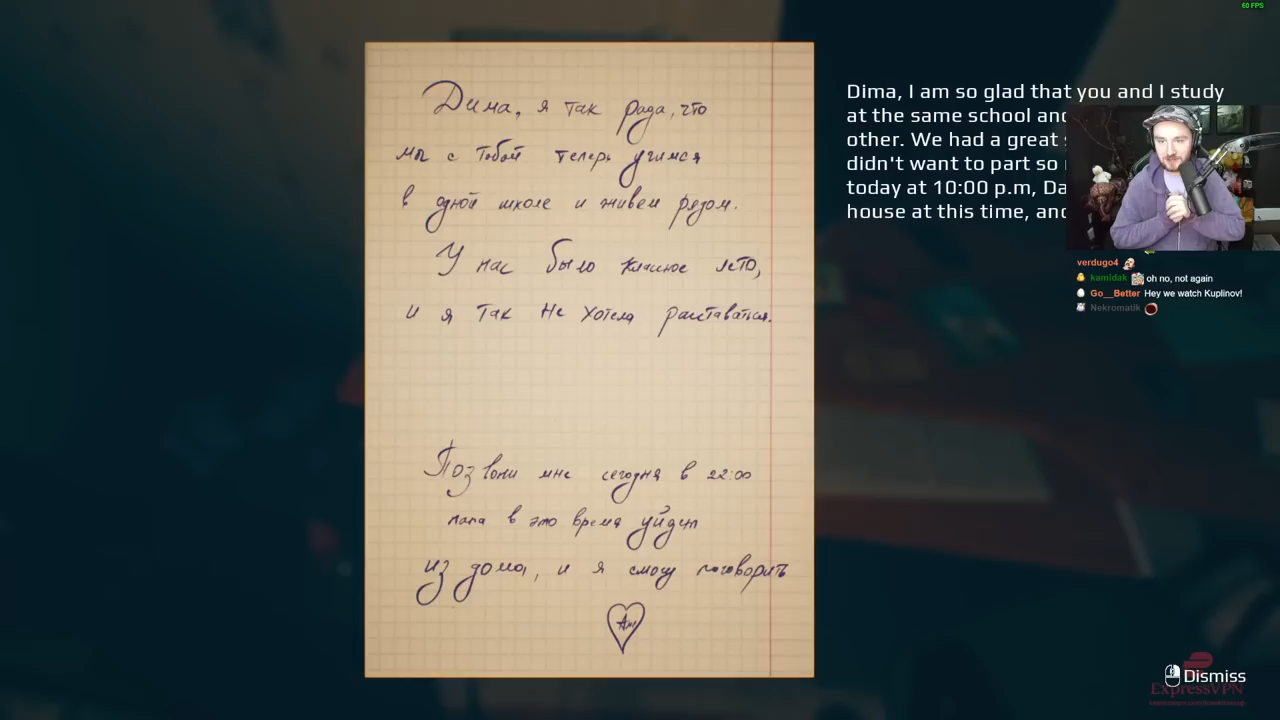 60 FPS
Дима, я так рада, что
мы с тобой теперь учимся
в одной школе и живем рядом.
У нас было классное лето,
и я так не хотела расставаться.
Позвони мне сегодня в 22:00
папа в это время уйдет
из дома, и я смогу поговорить
Dima, I am so glad that you and I study
at the same school and
other. We had a great
didn't want to part so
today at 10:00 p.m, Da
house at this time, and
verdugo4
kamidak oh no, not again
Go__Better Hey we watch Kuplinov!
Nekromatik
Dismiss
ExpressVPN